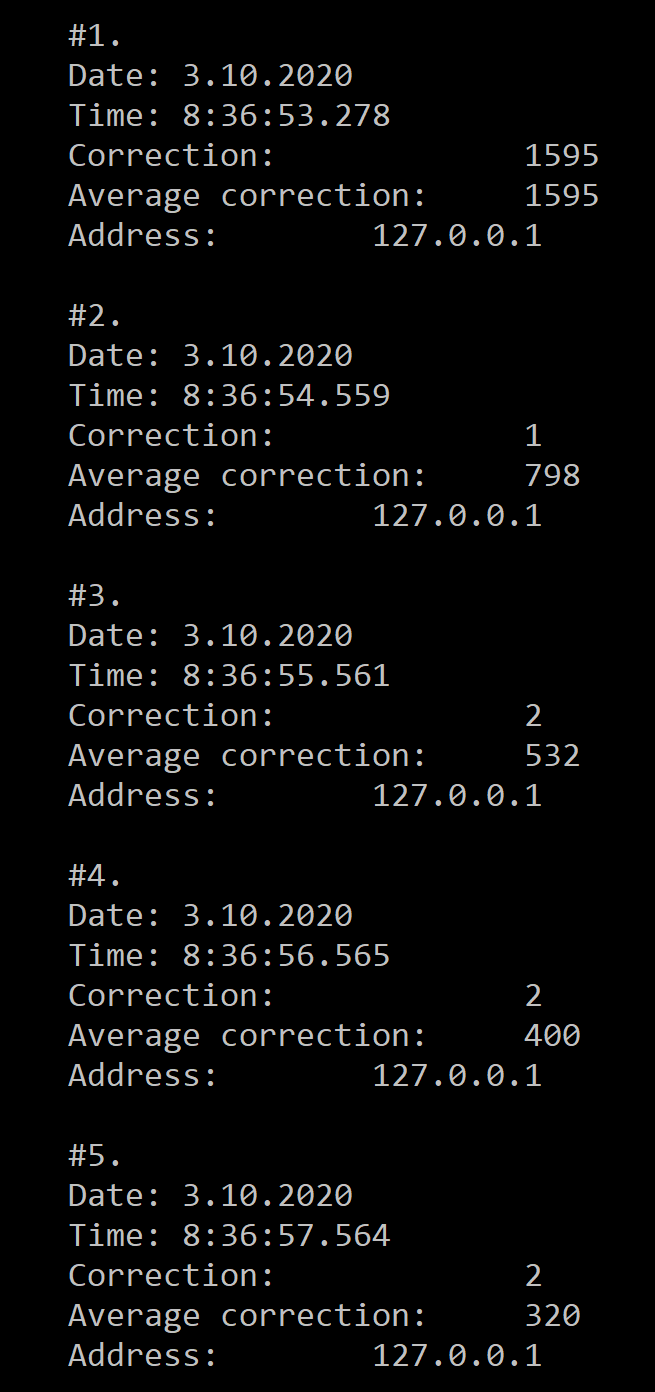 #1.
Date: 3.10.2020
Time: 8:36:53.278
Correction: 1595
Average correction: 1595
Address: 127.0.0.1
#2.
Date: 3.10.2020
Time: 8:36:54.559
Correction: 1
Average correction: 798
Address: 127.0.0.1
#3.
Date: 3.10.2020
Time: 8:36:55.561
Correction: 2
Average correction: 532
Address: 127.0.0.1
#4.
Date: 3.10.2020
Time: 8:36:56.565
Correction: 2
Average correction: 400
Address: 127.0.0.1
#5.
Date: 3.10.2020
Time: 8:36:57.564
Correction: 2
Average correction: 320
Address: 127.0.0.1